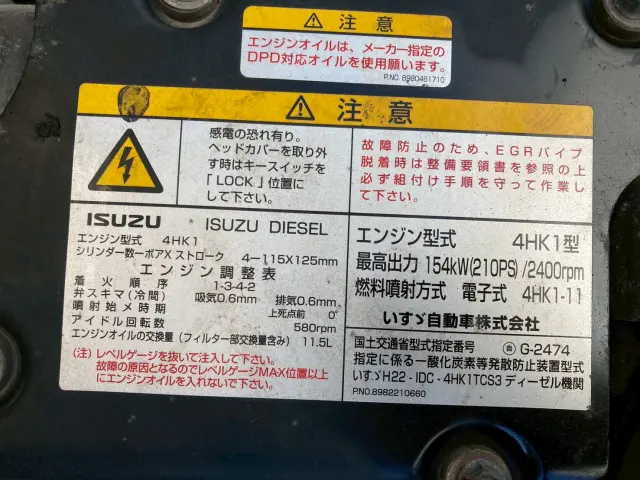 注意
エンジンオイルは、メーカー指定の
DPD対応オイルを使用願います。
P.NO. 8980461710
注意
感電の恐れ有り。
ヘッドカバーを取り外
す時はキースイッチを
「LOCK」位置に
して下さい。
故障防止のため、EGRパイプ
脱着時は整備要領書を参照の上
必ず組付け手順を守って作業し
て下さい。
ISUZU ISUZU DIESEL
エンジン型式 4HK1
シリンダー数ーボアX ストローク 4ー115X125mm
エンジン調整表
着火順序 1-3-4-2
弁スキマ(冷間) 吸気0.6mm 排気0.6mm
噴射始メ時期 上死点前 0°
アイドル回転数 580rpm
エンジンオイルの交換量 (フィルター部交換量含み) 11.5L
(注) レベルゲージを抜いて注入して下さい。
故障の原因となるのでレベルゲージMAX位置以上
にエンジンオイルを入れないで下さい。
エンジン型式 4HK1型
最高出力 154kW(210PS)/2400rpm
燃料噴射方式 電子式 4HK1-11
いすゞ自動車株式会社
国土交通省型式指定番号 自 G-2474
指定に係る一酸化炭素等発散防止装置型式
いすゞH22-IDC-4HK1TCS3 ディーゼル機関
P.NO.8982210660